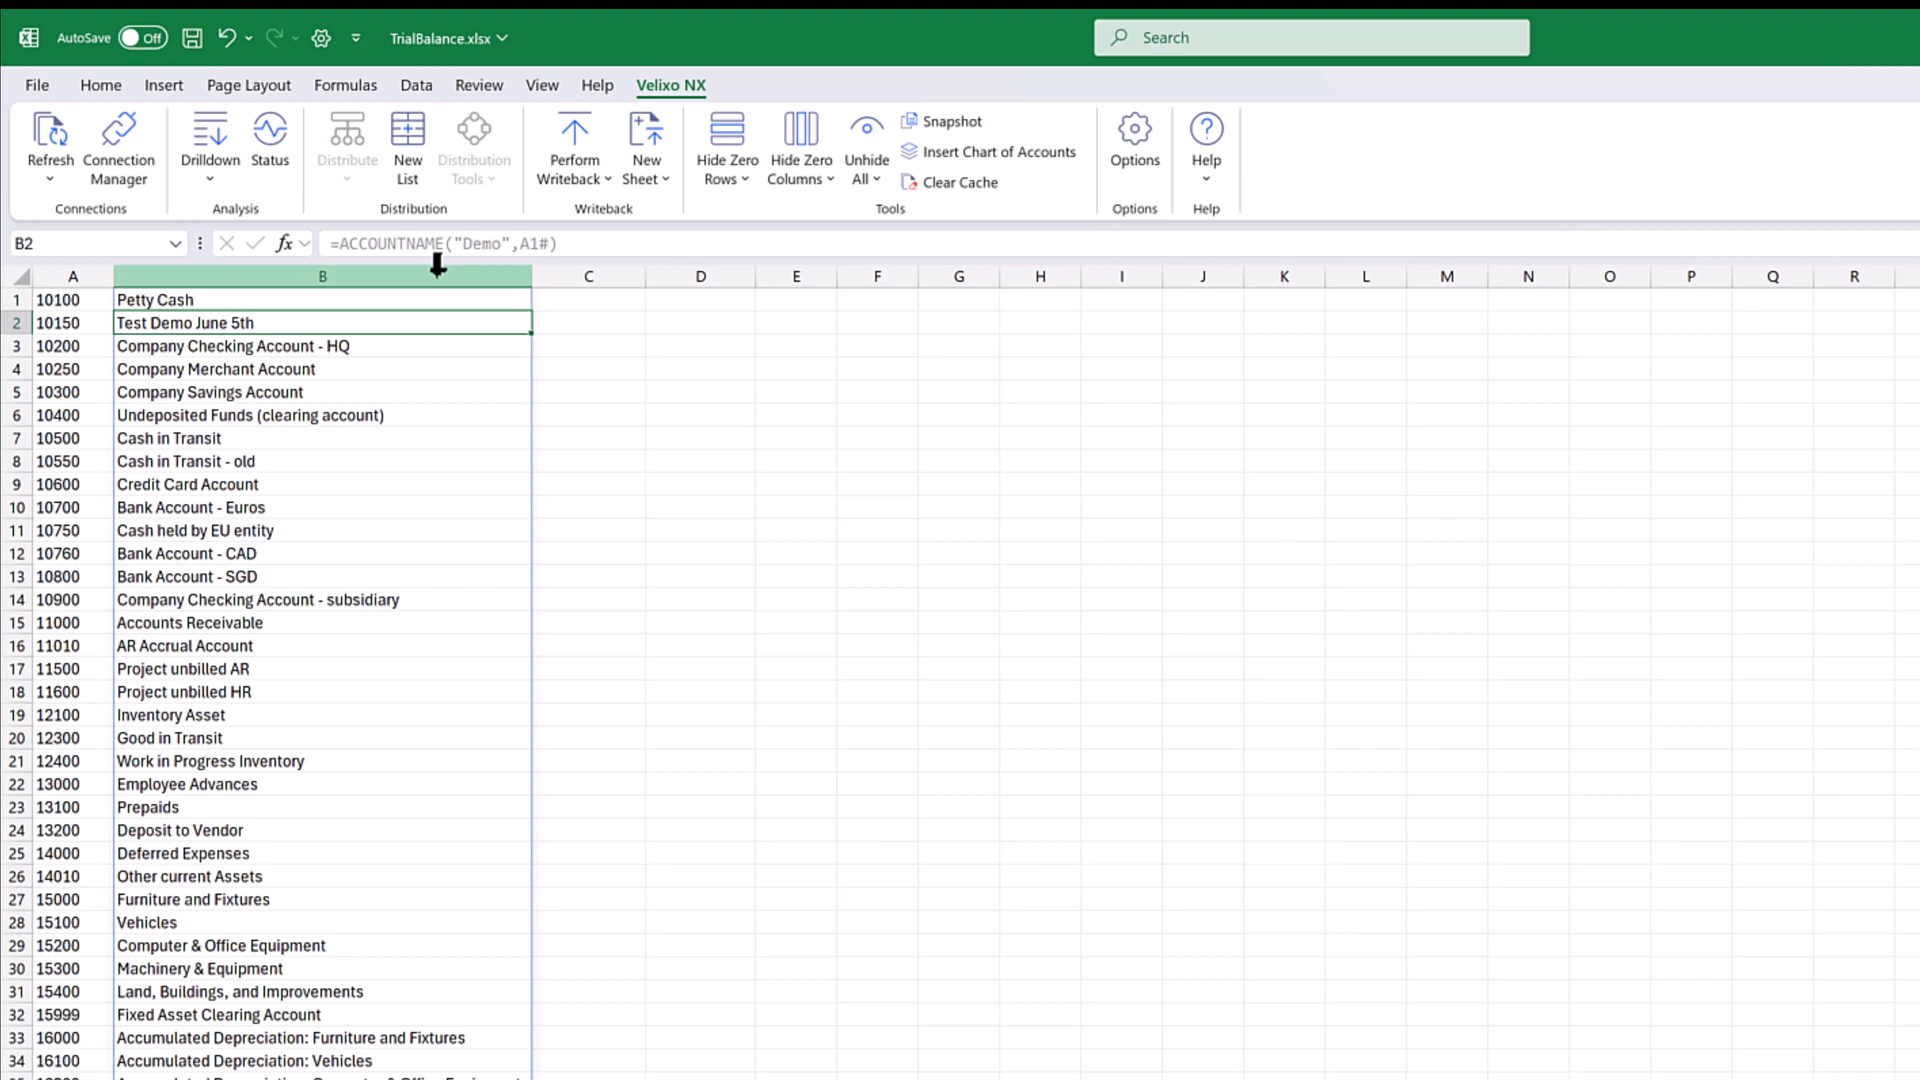 AutoSave Off TrialBalance.xlsx Search
File Home Insert Page Layout Formulas Data Review View Help Velixo NX
Refresh Connection Manager Drilldown Status Distribute New List Distribution Tools Perform Writeback New Sheet Hide Zero Rows Hide Zero Columns Unhide All Snapshot Options Help
Insert Chart of Accounts
Clear Cache
Connections Analysis Distribution Writeback Tools Options Help
B2 fx =ACCOUNTNAME("Demo",A1#)
A B C D E F G H I J K L M N O P Q R
1 10100 Petty Cash
2 10150 Test Demo June 5th
3 10200 Company Checking Account - HQ
4 10250 Company Merchant Account
5 10300 Company Savings Account
6 10400 Undeposited Funds (clearing account)
7 10500 Cash in Transit
8 10550 Cash in Transit - old
9 10600 Credit Card Account
10 10700 Bank Account - Euros
11 10750 Cash held by EU entity
12 10760 Bank Account - CAD
13 10800 Bank Account - SGD
14 10900 Company Checking Account - subsidiary
15 11000 Accounts Receivable
16 11010 AR Accrual Account
17 11500 Project unbilled AR
18 11600 Project unbilled HR
19 12100 Inventory Asset
20 12300 Good in Transit
21 12400 Work in Progress Inventory
22 13000 Employee Advances
23 13100 Prepaids
24 13200 Deposit to Vendor
25 14000 Deferred Expenses
26 14010 Other current Assets
27 15000 Furniture and Fixtures
28 15100 Vehicles
29 15200 Computer & Office Equipment
30 15300 Machinery & Equipment
31 15400 Land, Buildings, and Improvements
32 15999 Fixed Asset Clearing Account
33 16000 Accumulated Depreciation: Furniture and Fixtures
34 16100 Accumulated Depreciation: Vehicles